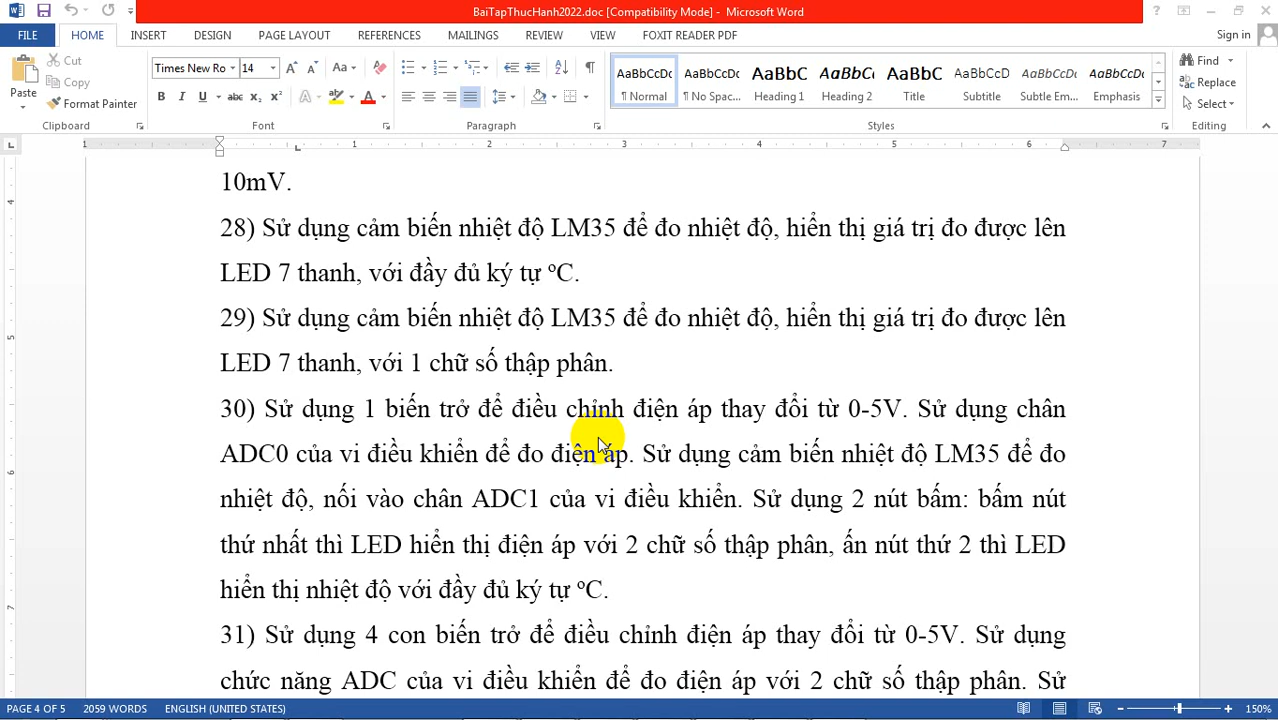 BaiTapThucHanh2022.doc [Compatibility Mode] - Microsoft Word
FILE HOME INSERT DESIGN PAGE LAYOUT REFERENCES MAILINGS REVIEW VIEW FOXIT READER PDF Sign in
Paste Cut Copy Format Painter
Times New Ro 14
AaBbCcDc AaBbCcDc AaBbC AaBbCc AaBbC AaBbCcD AaBbCcDc AaBbCcDc
¶ Normal ¶ No Spac... Heading 1 Heading 2 Title Subtitle Subtle Em... Emphasis
Find Replace Select
Clipboard Font Paragraph Styles Editing
1 1 2 3 4 5 6 7
4
5
6
7
10mV.
28) Sử dụng cảm biến nhiệt độ LM35 để đo nhiệt độ, hiển thị giá trị đo được lên
LED 7 thanh, với đầy đủ ký tự ºC.
29) Sử dụng cảm biến nhiệt độ LM35 để đo nhiệt độ, hiển thị giá trị đo được lên
LED 7 thanh, với 1 chữ số thập phân.
30) Sử dụng 1 biến trở để điều chỉnh điện áp thay đổi từ 0-5V. Sử dụng chân
ADC0 của vi điều khiển để đo điện áp. Sử dụng cảm biến nhiệt độ LM35 để đo
nhiệt độ, nối vào chân ADC1 của vi điều khiển. Sử dụng 2 nút bấm: bấm nút
thứ nhất thì LED hiển thị điện áp với 2 chữ số thập phân, ấn nút thứ 2 thì LED
hiển thị nhiệt độ với đầy đủ ký tự ºC.
31) Sử dụng 4 con biến trở để điều chỉnh điện áp thay đổi từ 0-5V. Sử dụng
chức năng ADC của vi điều khiển để đo điện áp với 2 chữ số thập phân. Sử
PAGE 4 OF 5 2059 WORDS ENGLISH (UNITED STATES) 150%